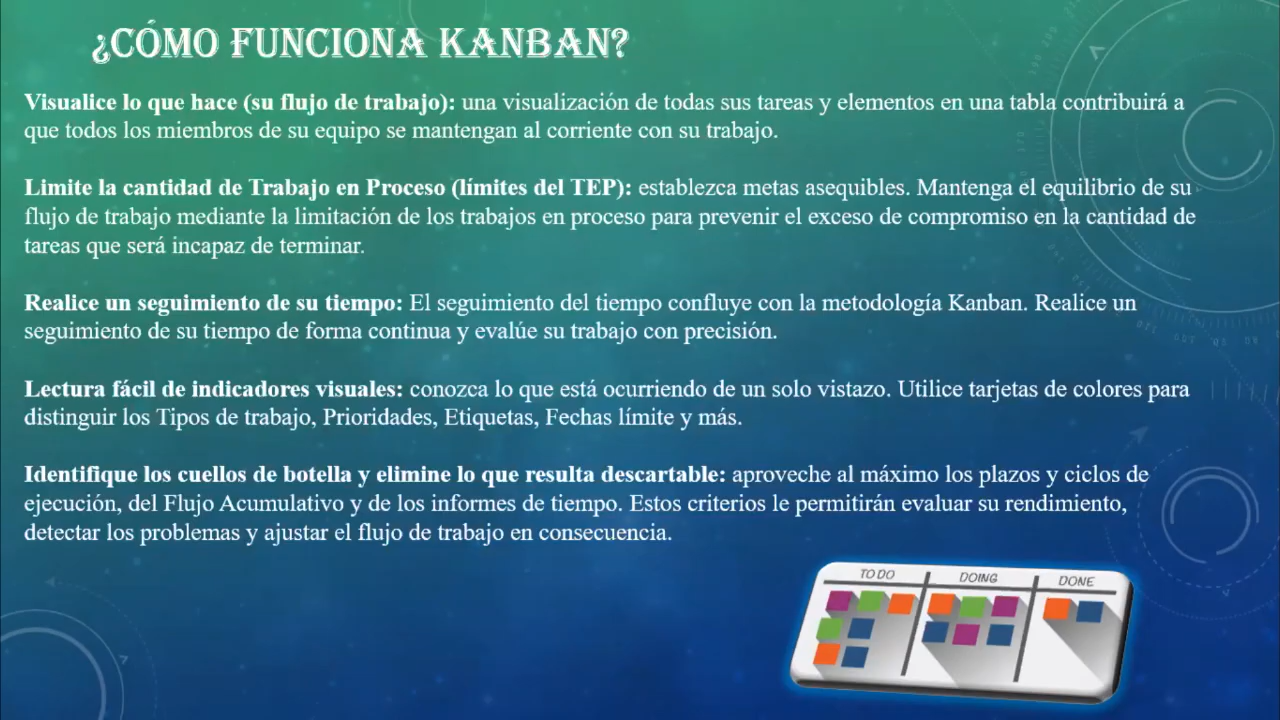 ¿CÓMO FUNCIONA KANBAN?
Visualice lo que hace (su flujo de trabajo): una visualización de todas sus tareas y elementos en una tabla contribuirá a
que todos los miembros de su equipo se mantengan al corriente con su trabajo.
Limite la cantidad de Trabajo en Proceso (límites del TEP): establezca metas asequibles. Mantenga el equilibrio de su
flujo de trabajo mediante la limitación de los trabajos en proceso para prevenir el exceso de compromiso en la cantidad de
tareas que será incapaz de terminar.
Realice un seguimiento de su tiempo: El seguimiento del tiempo confluye con la metodología Kanban. Realice un
seguimiento de su tiempo de forma continua y evalúe su trabajo con precisión.
Lectura fácil de indicadores visuales: conozca lo que está ocurriendo de un solo vistazo. Utilice tarjetas de colores para
distinguir los Tipos de trabajo, Prioridades, Etiquetas, Fechas límite y más.
Identifique los cuellos de botella y elimine lo que resulta descartable: aproveche al máximo los plazos y ciclos de
ejecución, del Flujo Acumulativo y de los informes de tiempo. Estos criterios le permitirán evaluar su rendimiento,
detectar los problemas y ajustar el flujo de trabajo en consecuencia.
TO DO DOING DONE